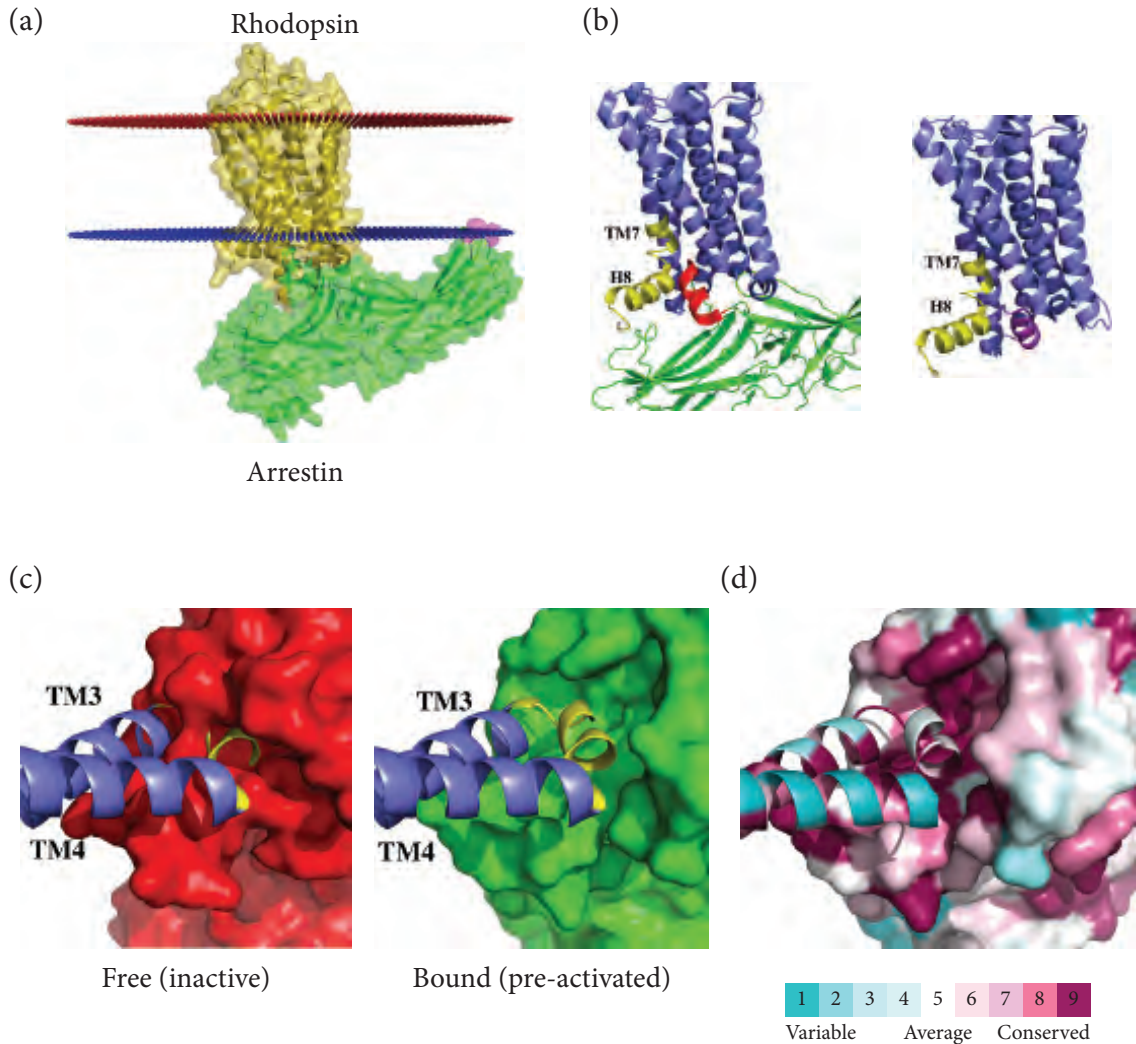 (a)
Rhodopsin
Arrestin
(b)
TM7
H8
TM7
H8
(c)
TM3
TM4
Free (inactive)
TM3
TM4
Bound (pre-activated)
(d)
1 2 3 4 5 6 7 8 9
Variable Average Conserved